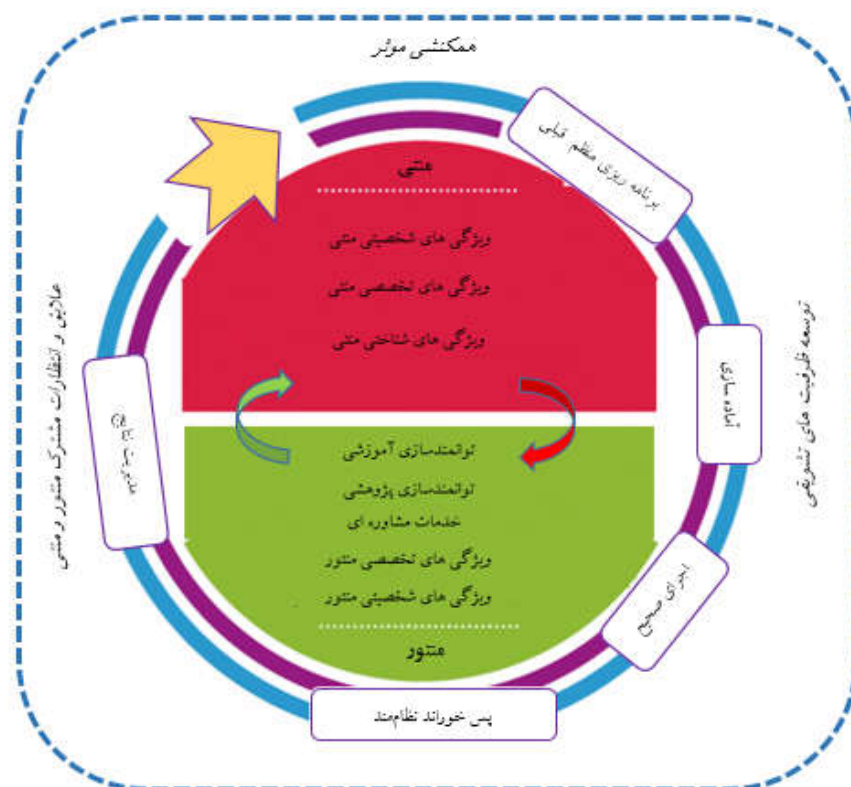 همکنشی موثر
برنامه ریزی منظم قبلی
منتی
ویژگی های شخصیتی منتی
ویژگی های تخصصی منتی
ویژگی های شناختی منتی
آماده سازی
توسعه ظرفیت های تشویقی
علایق و انتظارات مشترک منتور و منتی
مدیریت نتایج
توانمندسازی آموزشی
توانمندسازی پژوهشی
خدمات مشاوره ای
ویژگی های تخصصی منتور
ویژگی های شخصیتی منتور
منتور
اجرای صحیح
پس خوراند نظام‌مند